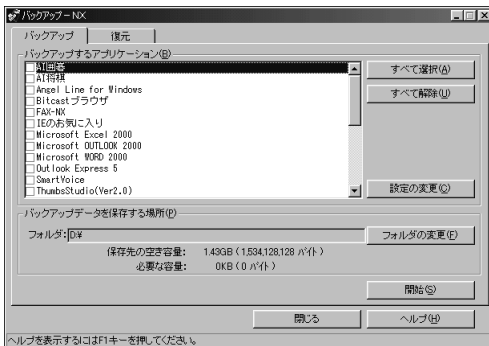 バックアップ－NX
バックアップ
復元
バックアップするアプリケーション(B)
AI囲碁
AI将棋
Angel Line for Windows
Bitcastブラウザ
FAX-NX
IEのお気に入り
Microsoft Excel 2000
Microsoft OUTLOOK 2000
Microsoft WORD 2000
Outlook Express 5
SmartVoice
ThumbsStudio(Ver2.0)
すべて選択(A)
すべて解除(U)
設定の変更(C)
バックアップデータを保存する場所(P)
フォルダ: D:¥
フォルダの変更(F)
保存先の空き容量: 1.43GB ( 1,534,128,128 バイト )
必要な容量: 0KB ( 0 バイト )
開始(S)
閉じる
ヘルプ(H)
ヘルプを表示するにはF1キーを押してください。